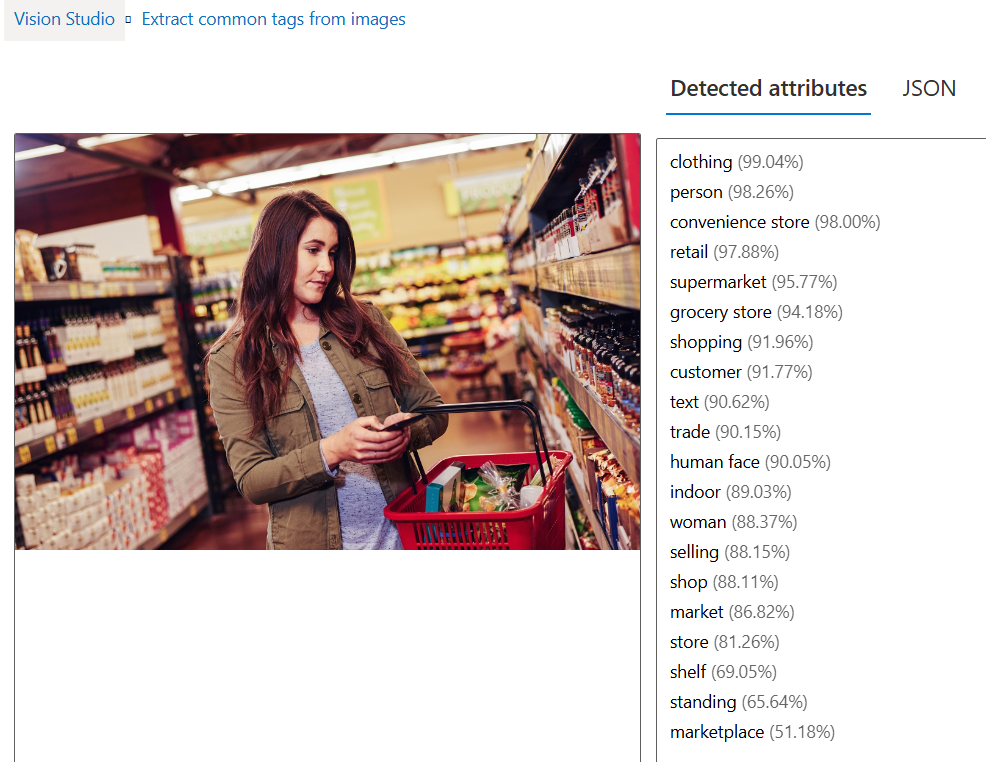 Vision Studio Extract common tags from images
Detected attributes JSON
clothing (99.04%)
person (98.26%)
convenience store (98.00%)
retail (97.88%)
supermarket (95.77%)
grocery store (94.18%)
shopping (91.96%)
customer (91.77%)
text (90.62%)
trade (90.15%)
human face (90.05%)
indoor (89.03%)
woman (88.37%)
selling (88.15%)
shop (88.11%)
market (86.82%)
store (81.26%)
shelf (69.05%)
standing (65.64%)
marketplace (51.18%)